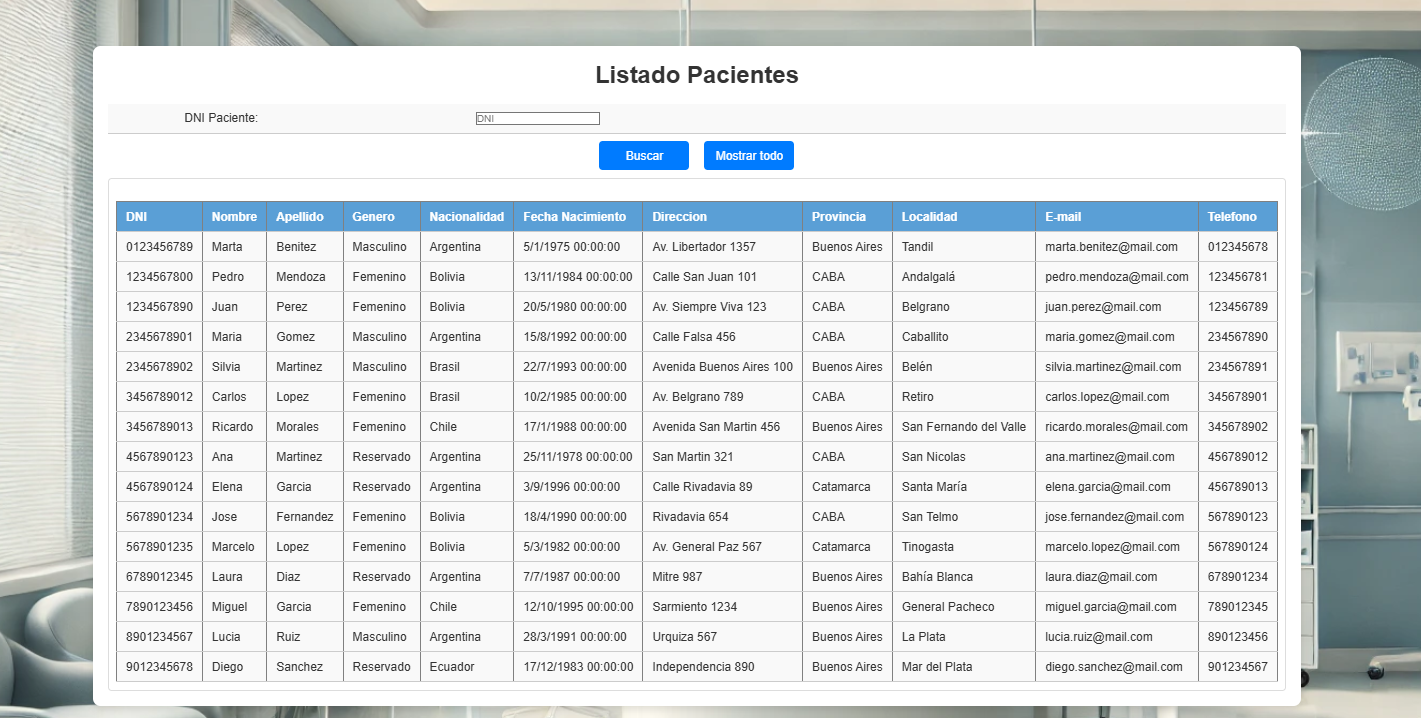 Listado Pacientes
DNI Paciente: DNI
Buscar Mostrar todo
DNI Nombre Apellido Genero Nacionalidad Fecha Nacimiento Direccion Provincia Localidad E-mail Telefono
0123456789 Marta Benitez Masculino Argentina 5/1/1975 00:00:00 Av. Libertador 1357 Buenos Aires Tandil marta.benitez@mail.com 012345678
1234567800 Pedro Mendoza Femenino Bolivia 13/11/1984 00:00:00 Calle San Juan 101 CABA Andalgalá pedro.mendoza@mail.com 123456781
1234567890 Juan Perez Femenino Bolivia 20/5/1980 00:00:00 Av. Siempre Viva 123 CABA Belgrano juan.perez@mail.com 123456789
2345678901 Maria Gomez Masculino Argentina 15/8/1992 00:00:00 Calle Falsa 456 CABA Caballito maria.gomez@mail.com 234567890
2345678902 Silvia Martinez Masculino Brasil 22/7/1993 00:00:00 Avenida Buenos Aires 100 Buenos Aires Belén silvia.martinez@mail.com 234567891
3456789012 Carlos Lopez Femenino Brasil 10/2/1985 00:00:00 Av. Belgrano 789 CABA Retiro carlos.lopez@mail.com 345678901
3456789013 Ricardo Morales Femenino Chile 17/1/1988 00:00:00 Avenida San Martin 456 Buenos Aires San Fernando del Valle ricardo.morales@mail.com 345678902
4567890123 Ana Martinez Reservado Argentina 25/11/1978 00:00:00 San Martin 321 CABA San Nicolas ana.martinez@mail.com 456789012
4567890124 Elena Garcia Reservado Argentina 3/9/1996 00:00:00 Calle Rivadavia 89 Catamarca Santa María elena.garcia@mail.com 456789013
5678901234 Jose Fernandez Femenino Bolivia 18/4/1990 00:00:00 Rivadavia 654 CABA San Telmo jose.fernandez@mail.com 567890123
5678901235 Marcelo Lopez Femenino Bolivia 5/3/1982 00:00:00 Av. General Paz 567 Catamarca Tinogasta marcelo.lopez@mail.com 567890124
6789012345 Laura Diaz Reservado Argentina 7/7/1987 00:00:00 Mitre 987 Buenos Aires Bahía Blanca laura.diaz@mail.com 678901234
7890123456 Miguel Garcia Femenino Chile 12/10/1995 00:00:00 Sarmiento 1234 Buenos Aires General Pacheco miguel.garcia@mail.com 789012345
8901234567 Lucia Ruiz Masculino Argentina 28/3/1991 00:00:00 Urquiza 567 Buenos Aires La Plata lucia.ruiz@mail.com 890123456
9012345678 Diego Sanchez Reservado Ecuador 17/12/1983 00:00:00 Independencia 890 Buenos Aires Mar del Plata diego.sanchez@mail.com 901234567